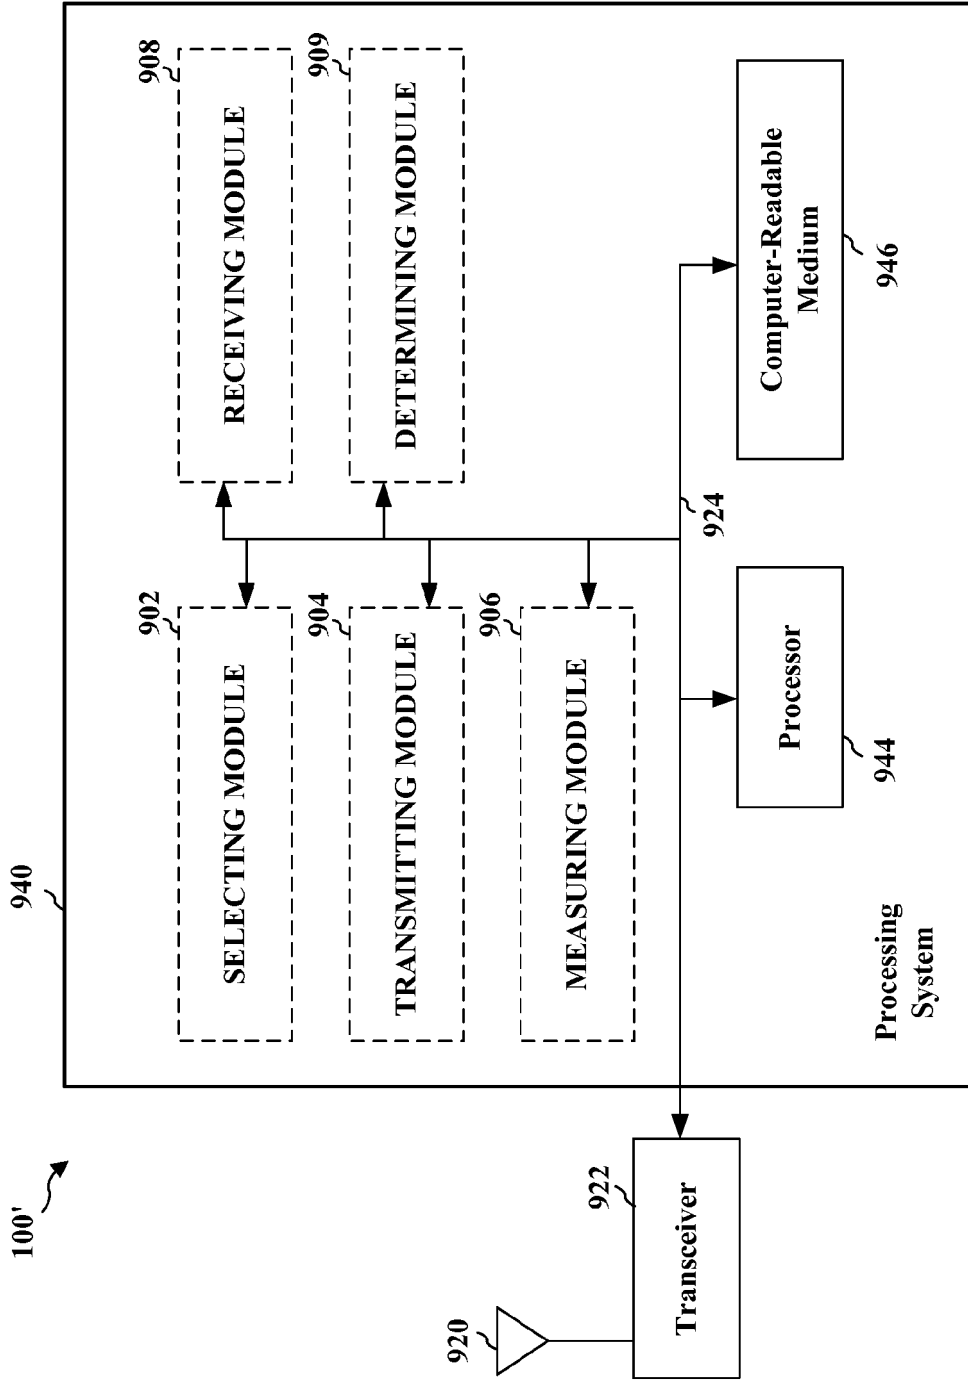 100'
940
902
SELECTING MODULE
908
RECEIVING MODULE
904
TRANSMITTING MODULE
909
DETERMINING MODULE
906
MEASURING MODULE
920
922
Transceiver
924
Processor
944
Computer-Readable
Medium
946
Processing
System